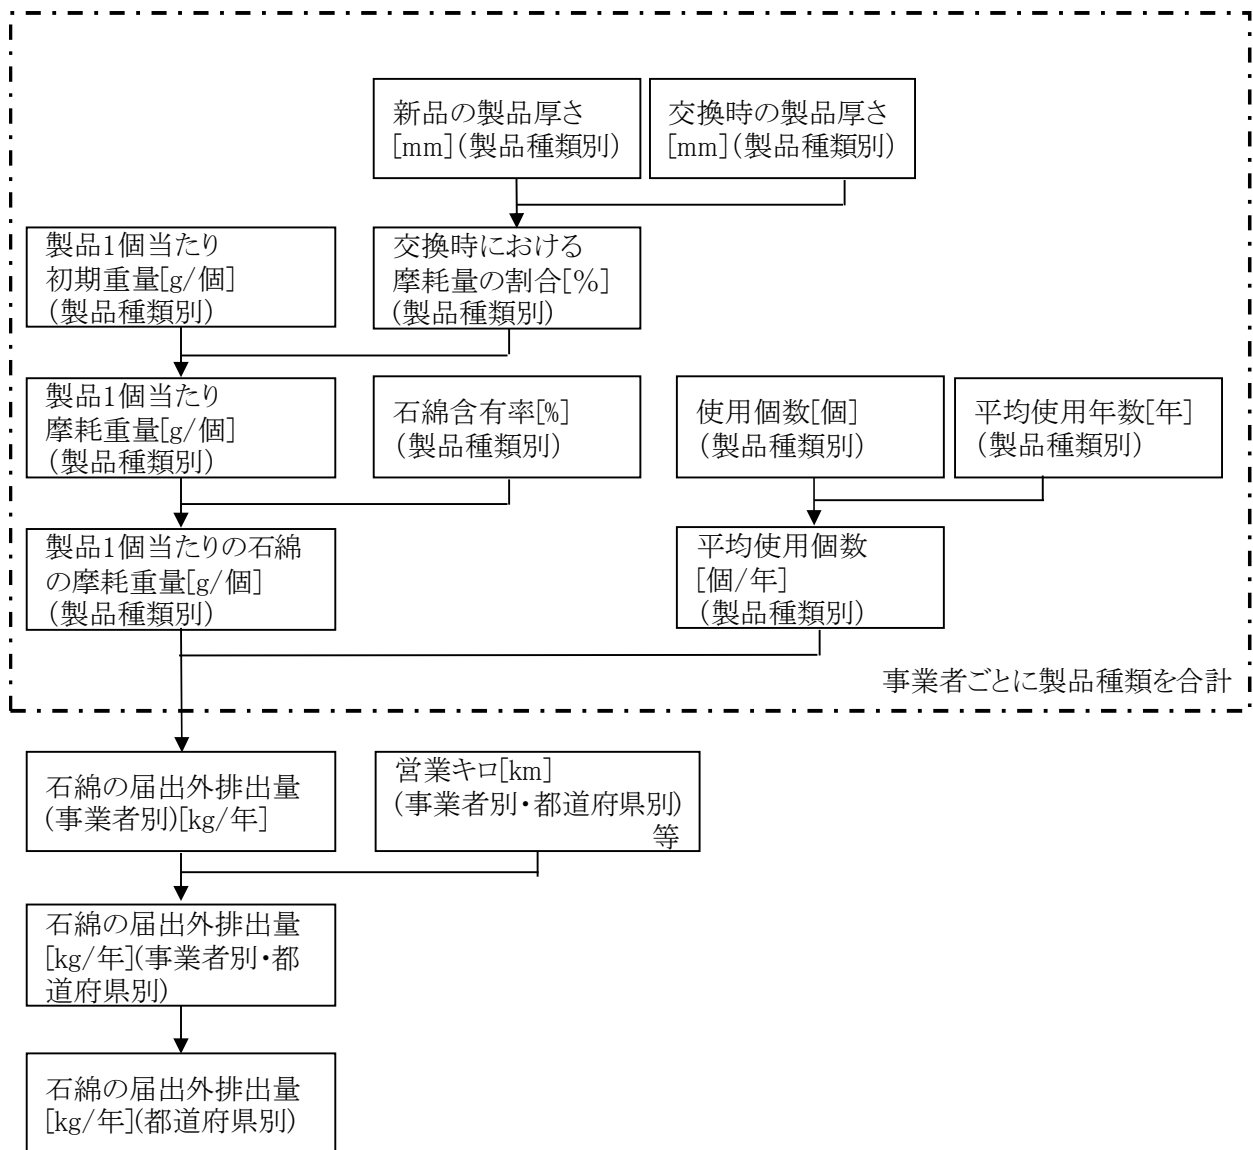 新品の製品厚さ
[mm](製品種類別)
交換時の製品厚さ
[mm](製品種類別)
製品1個当たり
初期重量[g/個]
(製品種類別)
交換時における
摩耗量の割合[%]
(製品種類別)
製品1個当たり
摩耗重量[g/個]
(製品種類別)
石綿含有率[%]
(製品種類別)
使用個数[個]
(製品種類別)
平均使用年数[年]
(製品種類別)
製品1個当たりの石綿
の摩耗重量[g/個]
(製品種類別)
平均使用個数
[個/年]
(製品種類別)
事業者ごとに製品種類を合計
石綿の届出外排出量
(事業者別)[kg/年]
営業キロ[km]
(事業者別・都道府県別)
等
石綿の届出外排出量
[kg/年](事業者別・都
道府県別)
石綿の届出外排出量
[kg/年](都道府県別)